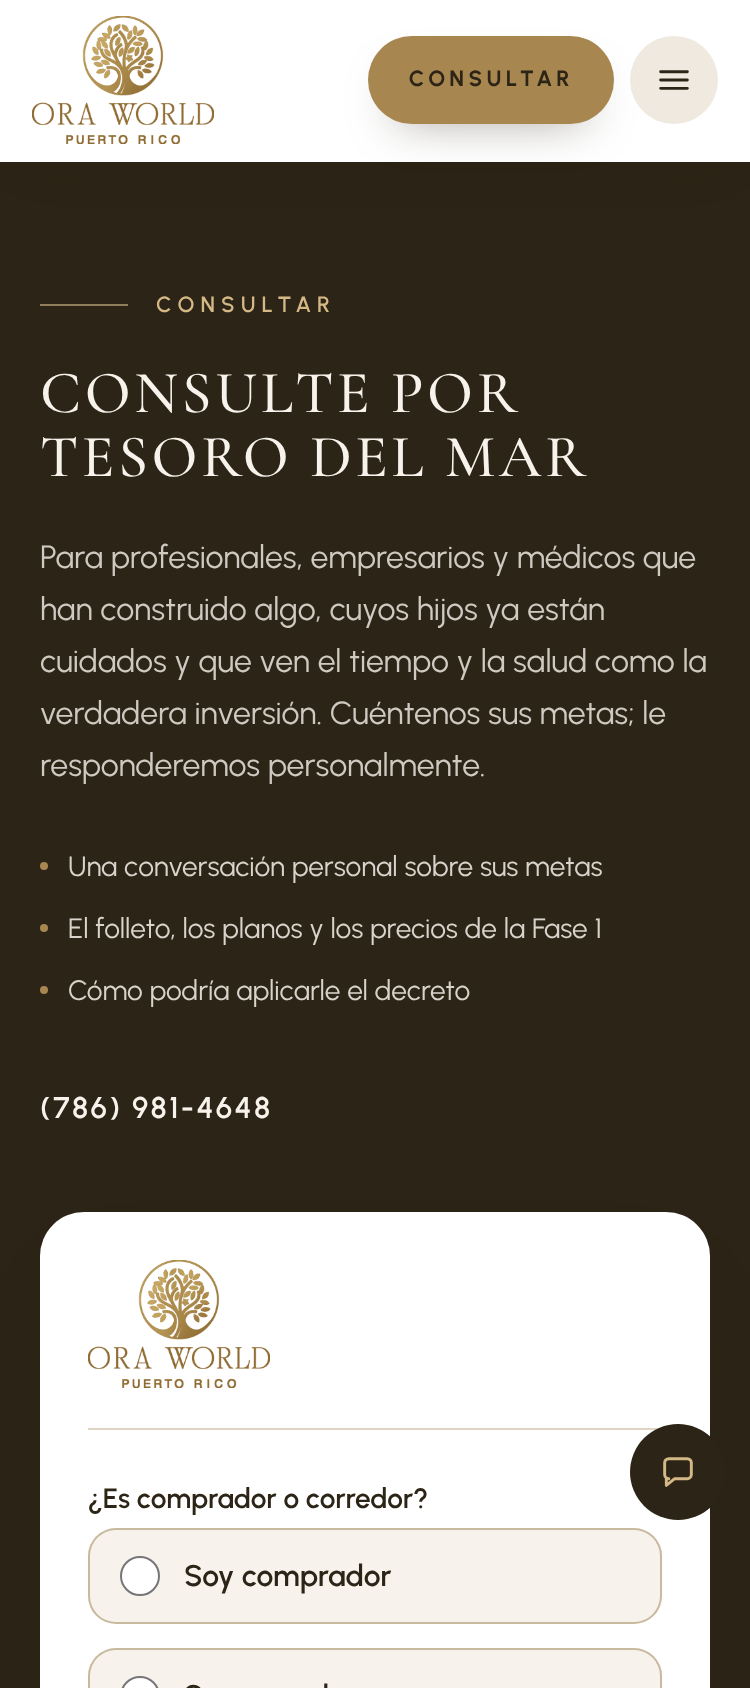 ORA WORLD
PUERTO RICO
CONSULTAR
CONSULTAR
CONSULTE POR
TESORO DEL MAR
Para profesionales, empresarios y médicos que
han construido algo, cuyos hijos ya están
cuidados y que ven el tiempo y la salud como la
verdadera inversión. Cuéntenos sus metas; le
responderemos personalmente.
Una conversación personal sobre sus metas
El folleto, los planos y los precios de la Fase 1
Cómo podría aplicarle el decreto
(786) 981-4648
ORA WORLD
PUERTO RICO
¿Es comprador o corredor?
Soy comprador